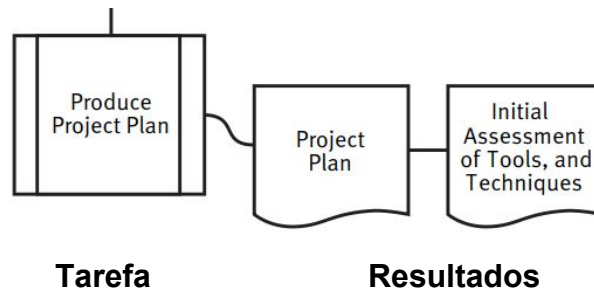 Produce
Project Plan
Project
Plan
Initial
Assessment
of Tools, and
Techniques
Tarefa
Resultados